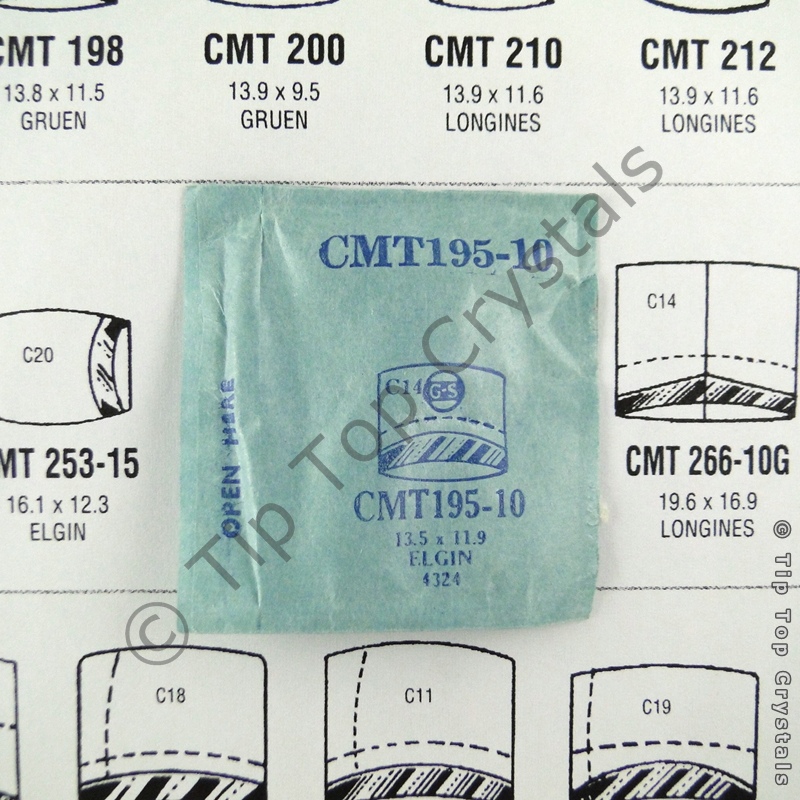 CMT 198
13.8 x 11.5
GRUEN
CMT 200
13.9 x 9.5
GRUEN
CMT 210
13.9 x 11.6
LONGINES
CMT 212
13.9 x 11.6
LONGINES
CMT195-10
OPEN HERE
C14
G-S
CMT195-10
13.5 x 11.9
ELGIN
4324
C20
MT 253-15
16.1 x 12.3
ELGIN
C14
CMT 266-10G
19.6 x 16.9
LONGINES
C18
C11
C19
© Tip Top Crystals
© Tip Top Crystals